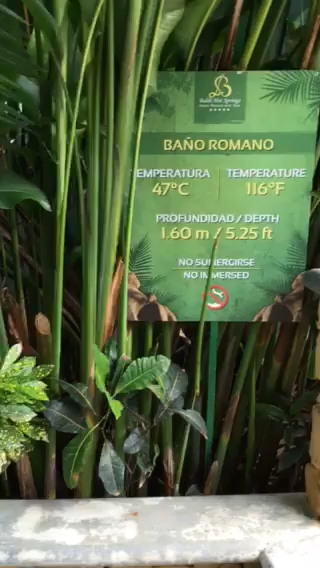 Baldi Hot Springs
BAÑO ROMANO
EMPERATURA TEMPERATURE
47°C 116°F
PROFUNDIDAD / DEPTH
1.60 m / 5.25 ft
NO SUMERGIRSE
NO IMMERSED